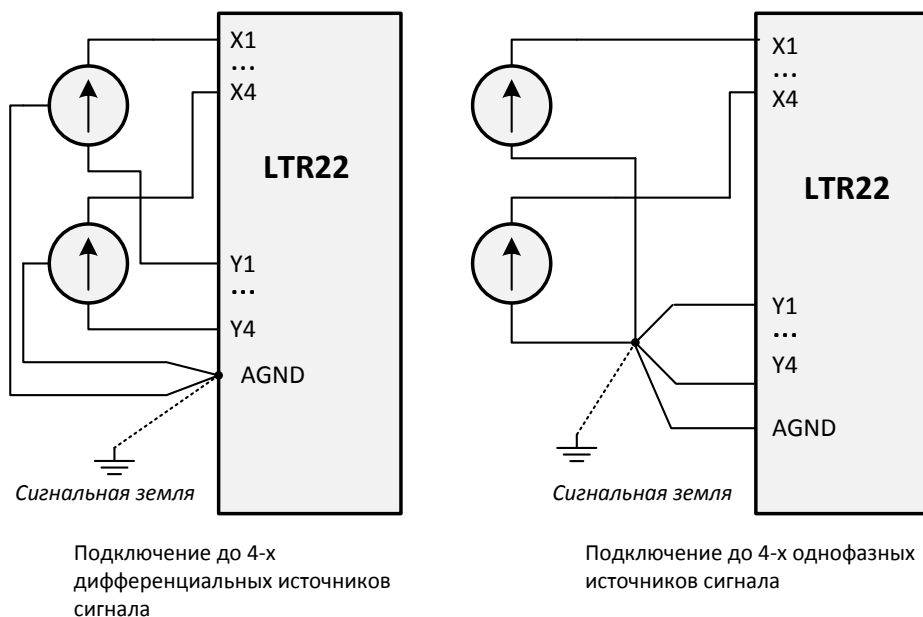 X1
...
X4
LTR22
Y1
...
Y4
AGND
Сигнальная земля
Подключение до 4-х
дифференциальных источников
сигнала
X1
...
X4
LTR22
Y1
...
Y4
AGND
Сигнальная земля
Подключение до 4-х однофазных
источников сигнала